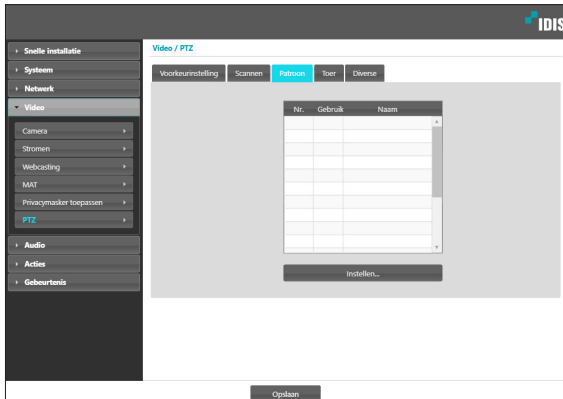 IDIS
Snelle installatie
Systeem
Netwerk
Video
Camera
Stromen
Webcasting
MAT
Privacymasker toepassen
PTZ
Audio
Acties
Gebeurtenis
Video / PTZ
Voorkeurinstelling Scannen Patroon Toer Diverse
Nr. Gebruik Naam
Instellen...
Opslaan